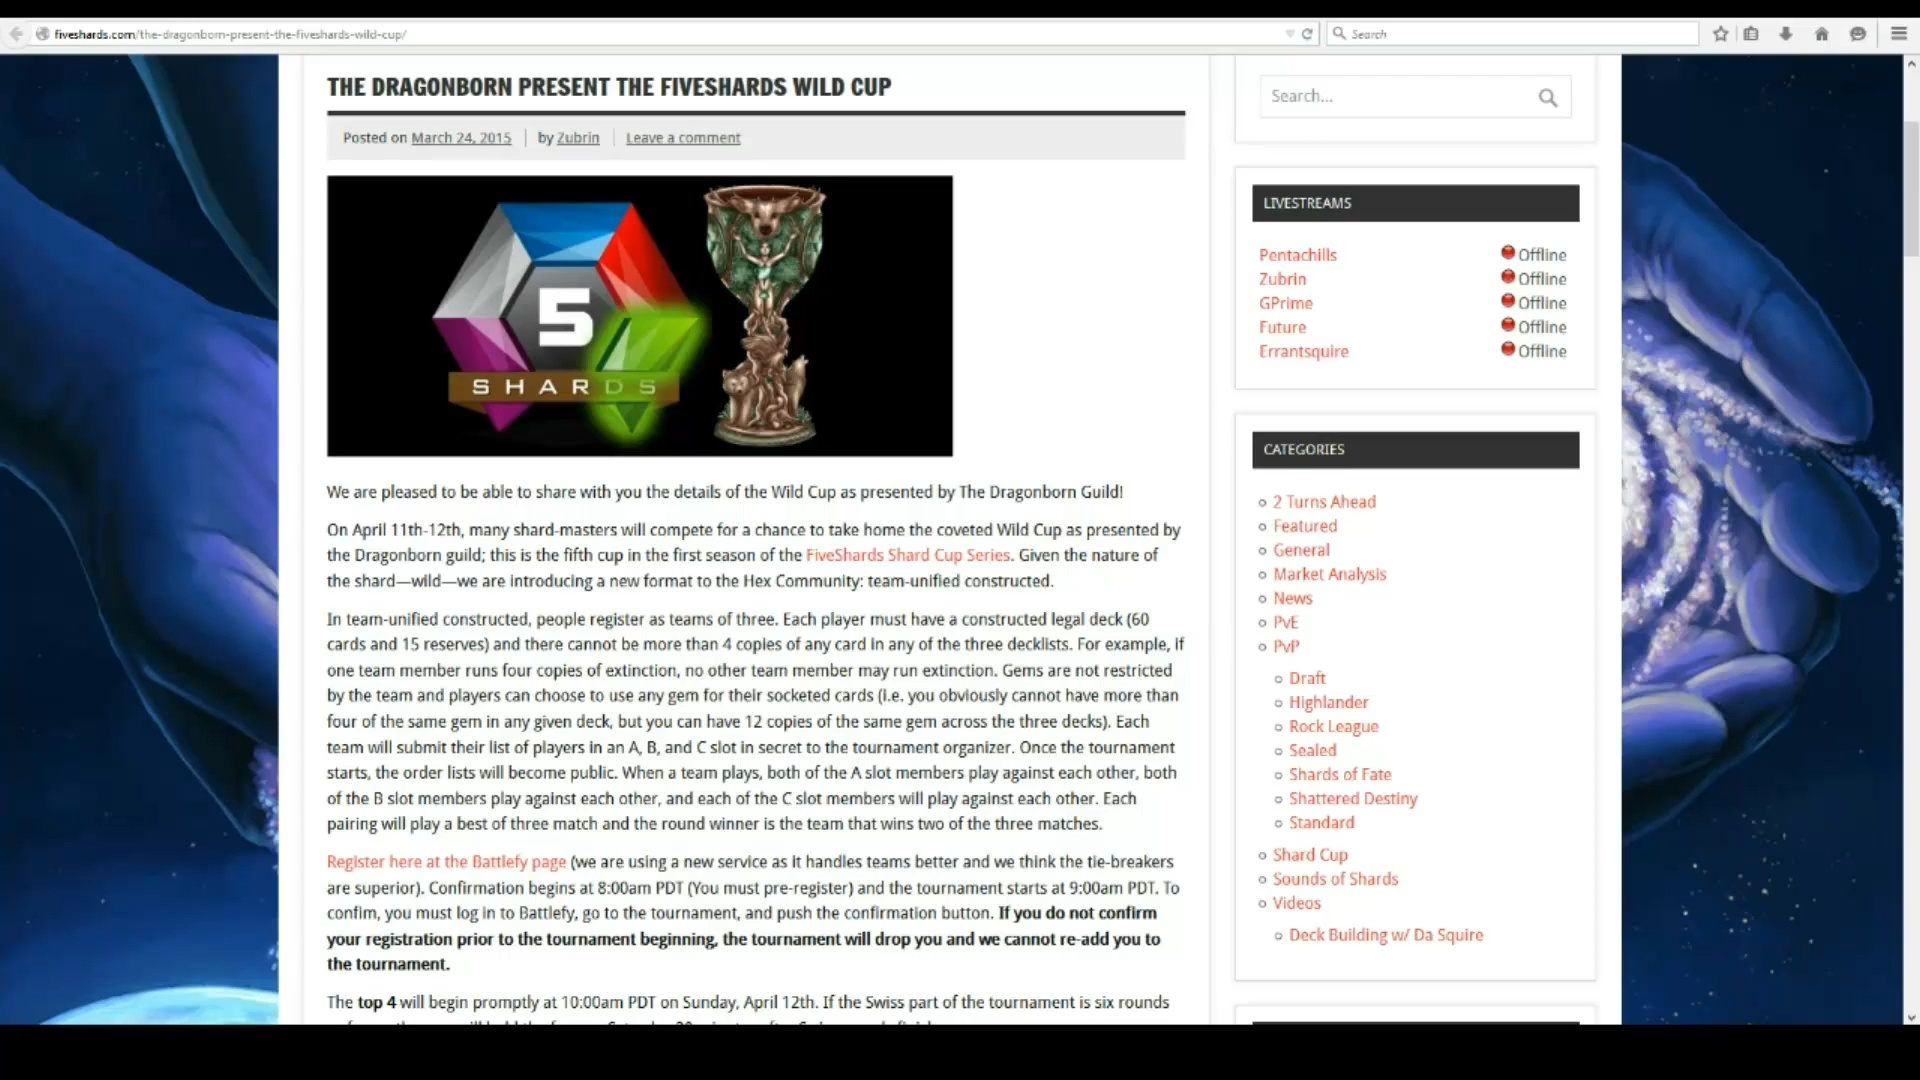 fiveshards.com/the-dragonborn-present-the-fiveshards-wild-cup/
Search
THE DRAGONBORN PRESENT THE FIVESHARDS WILD CUP
Posted on March 24, 2015 | by Zubrin | Leave a comment
5
SHARDS
We are pleased to be able to share with you the details of the Wild Cup as presented by The Dragonborn Guild!
On April 11th-12th, many shard-masters will compete for a chance to take home the coveted Wild Cup as presented by
the Dragonborn guild; this is the fifth cup in the first season of the FiveShards Shard Cup Series. Given the nature of
the shard—wild—we are introducing a new format to the Hex Community: team-unified constructed.
In team-unified constructed, people register as teams of three. Each player must have a constructed legal deck (60
cards and 15 reserves) and there cannot be more than 4 copies of any card in any of the three decklists. For example, if
one team member runs four copies of extinction, no other team member may run extinction. Gems are not restricted
by the team and players can choose to use any gem for their socketed cards (i.e. you obviously cannot have more than
four of the same gem in any given deck, but you can have 12 copies of the same gem across the three decks). Each
team will submit their list of players in an A, B, and C slot in secret to the tournament organizer. Once the tournament
starts, the order lists will become public. When a team plays, both of the A slot members play against each other, both
of the B slot members play against each other, and each of the C slot members will play against each other. Each
pairing will play a best of three match and the round winner is the team that wins two of the three matches.
Register here at the Battlefy page (we are using a new service as it handles teams better and we think the tie-breakers
are superior). Confirmation begins at 8:00am PDT (You must pre-register) and the tournament starts at 9:00am PDT. To
confim, you must log in to Battlefy, go to the tournament, and push the confirmation button. If you do not confirm
your registration prior to the tournament beginning, the tournament will drop you and we cannot re-add you to
the tournament.
The top 4 will begin promptly at 10:00am PDT on Sunday, April 12th. If the Swiss part of the tournament is six rounds
Search...
LIVESTREAMS
Pentachills Offline
Zubrin Offline
GPrime Offline
Future Offline
Errantsquire Offline
CATEGORIES
2 Turns Ahead
Featured
General
Market Analysis
News
PvE
PvP
Draft
Highlander
Rock League
Sealed
Shards of Fate
Shattered Destiny
Standard
Shard Cup
Sounds of Shards
Videos
Deck Building w/ Da Squire